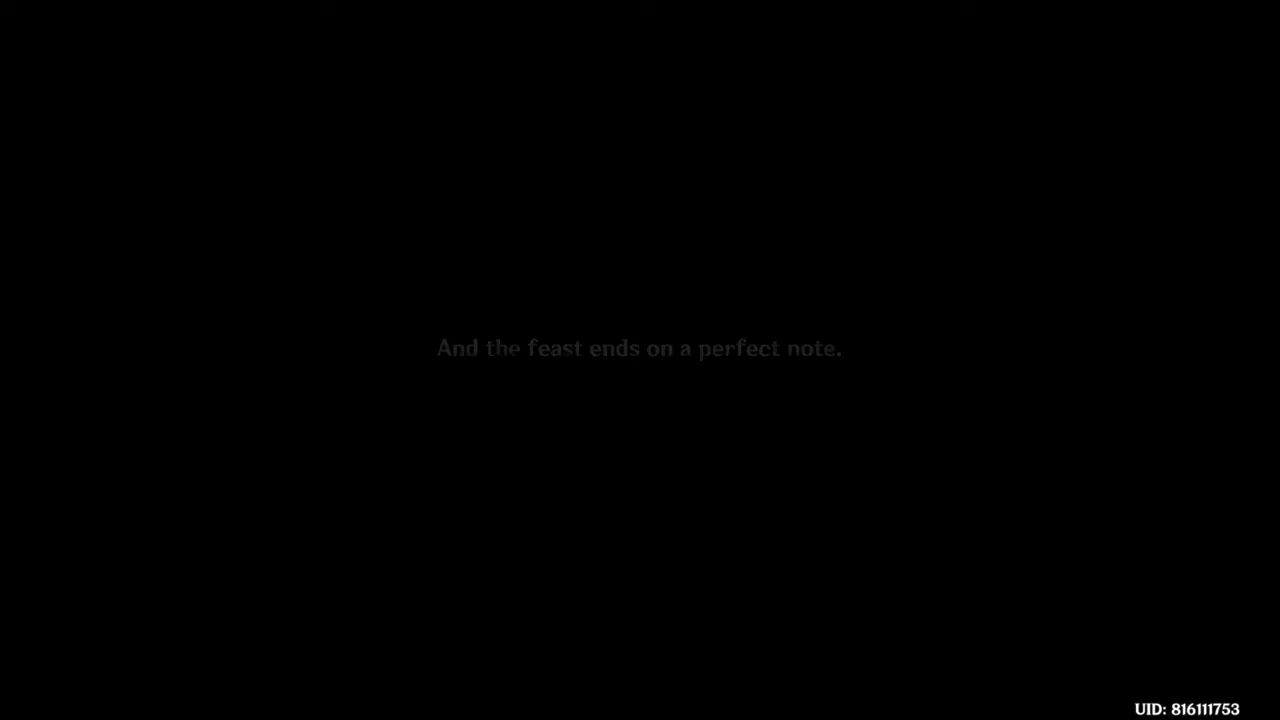 And the feast ends on a perfect note.
UID: 816111753